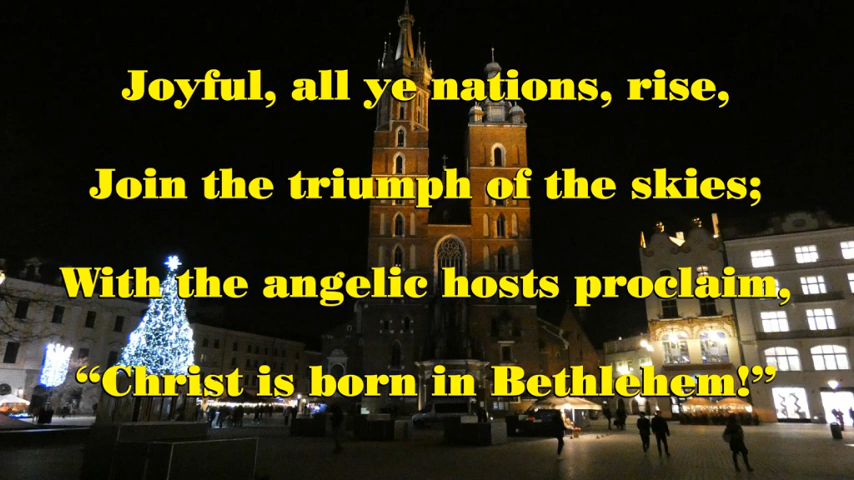 Joyful, all ye nations, rise,
Join the triumph of the skies;
With the angelic hosts proclaim,
“Christ is born in Bethlehem!”